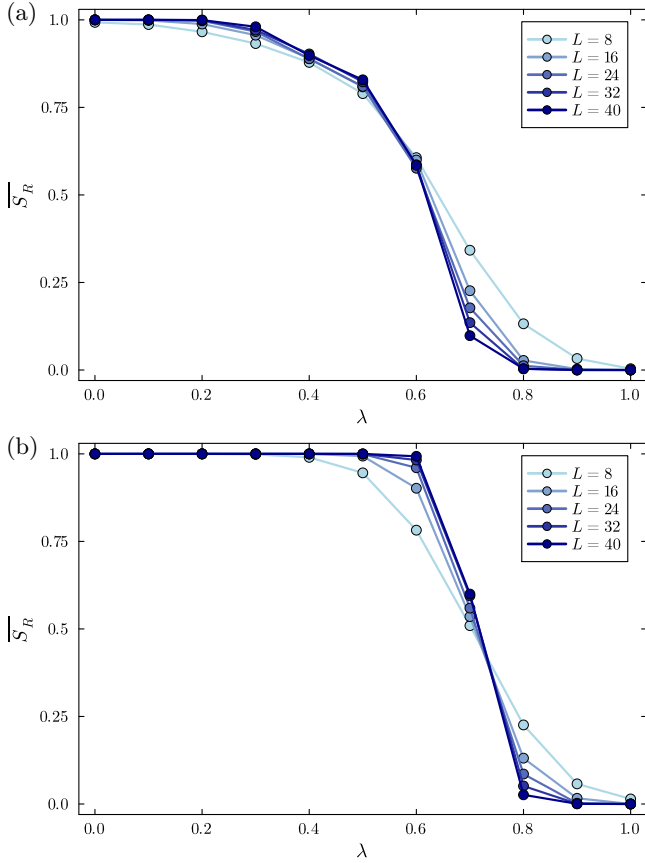 (a)
1.0
0.75
0.5
0.25
0.0
S_R
L = 8
L = 16
L = 24
L = 32
L = 40
0.0 0.2 0.4 0.6 0.8 1.0
λ
(b)
1.0
0.75
0.5
0.25
0.0
S_R
L = 8
L = 16
L = 24
L = 32
L = 40
0.0 0.2 0.4 0.6 0.8 1.0
λ